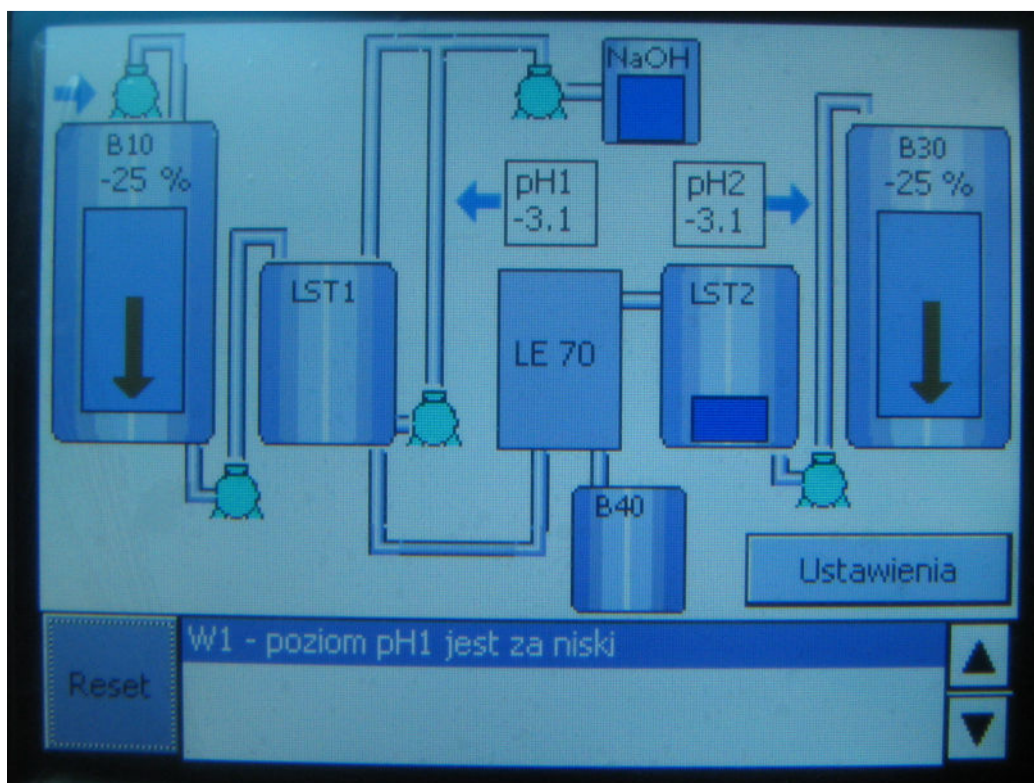 NaOH
B10
-25 %
pH1
-3.1
pH2
-3.1
B30
-25 %
LST1
LE 70
LST2
B40
Ustawienia
W1 - poziom pH1 jest za niski
Reset